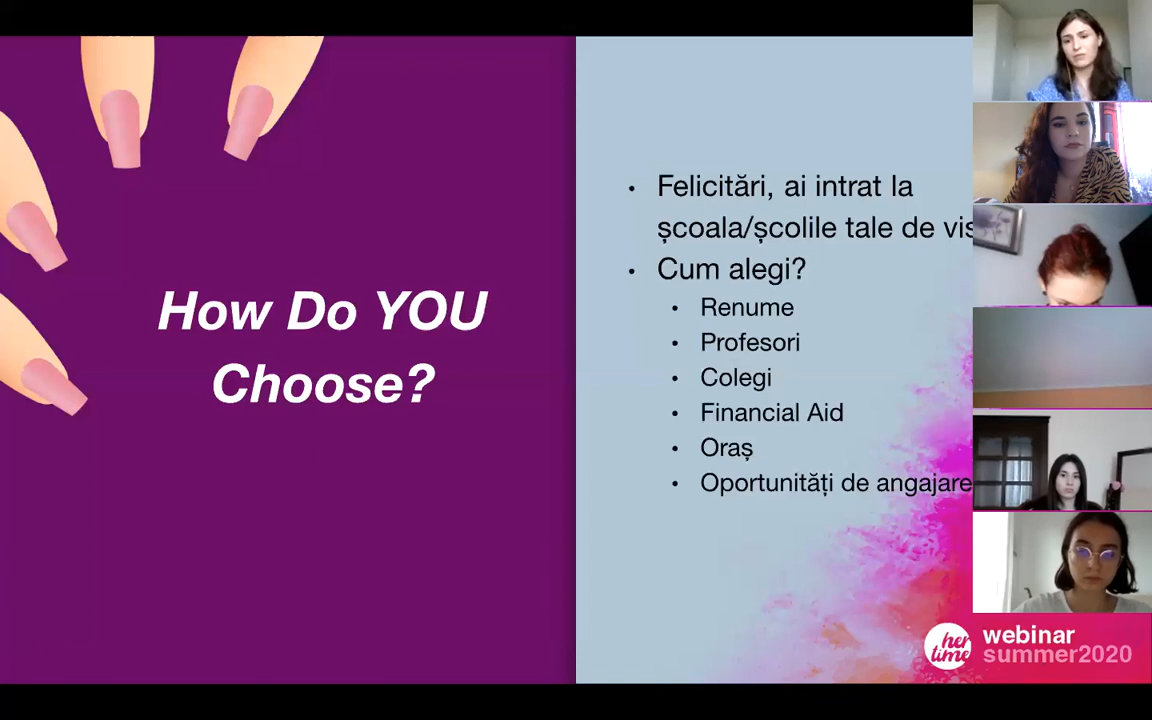 How Do YOU
Choose?
• Felicitări, ai intrat la
școala/școlile tale de vis
• Cum alegi?
• Renume
• Profesori
• Colegi
• Financial Aid
• Oraș
• Oportunități de angajare
her
time
webinar
summer2020